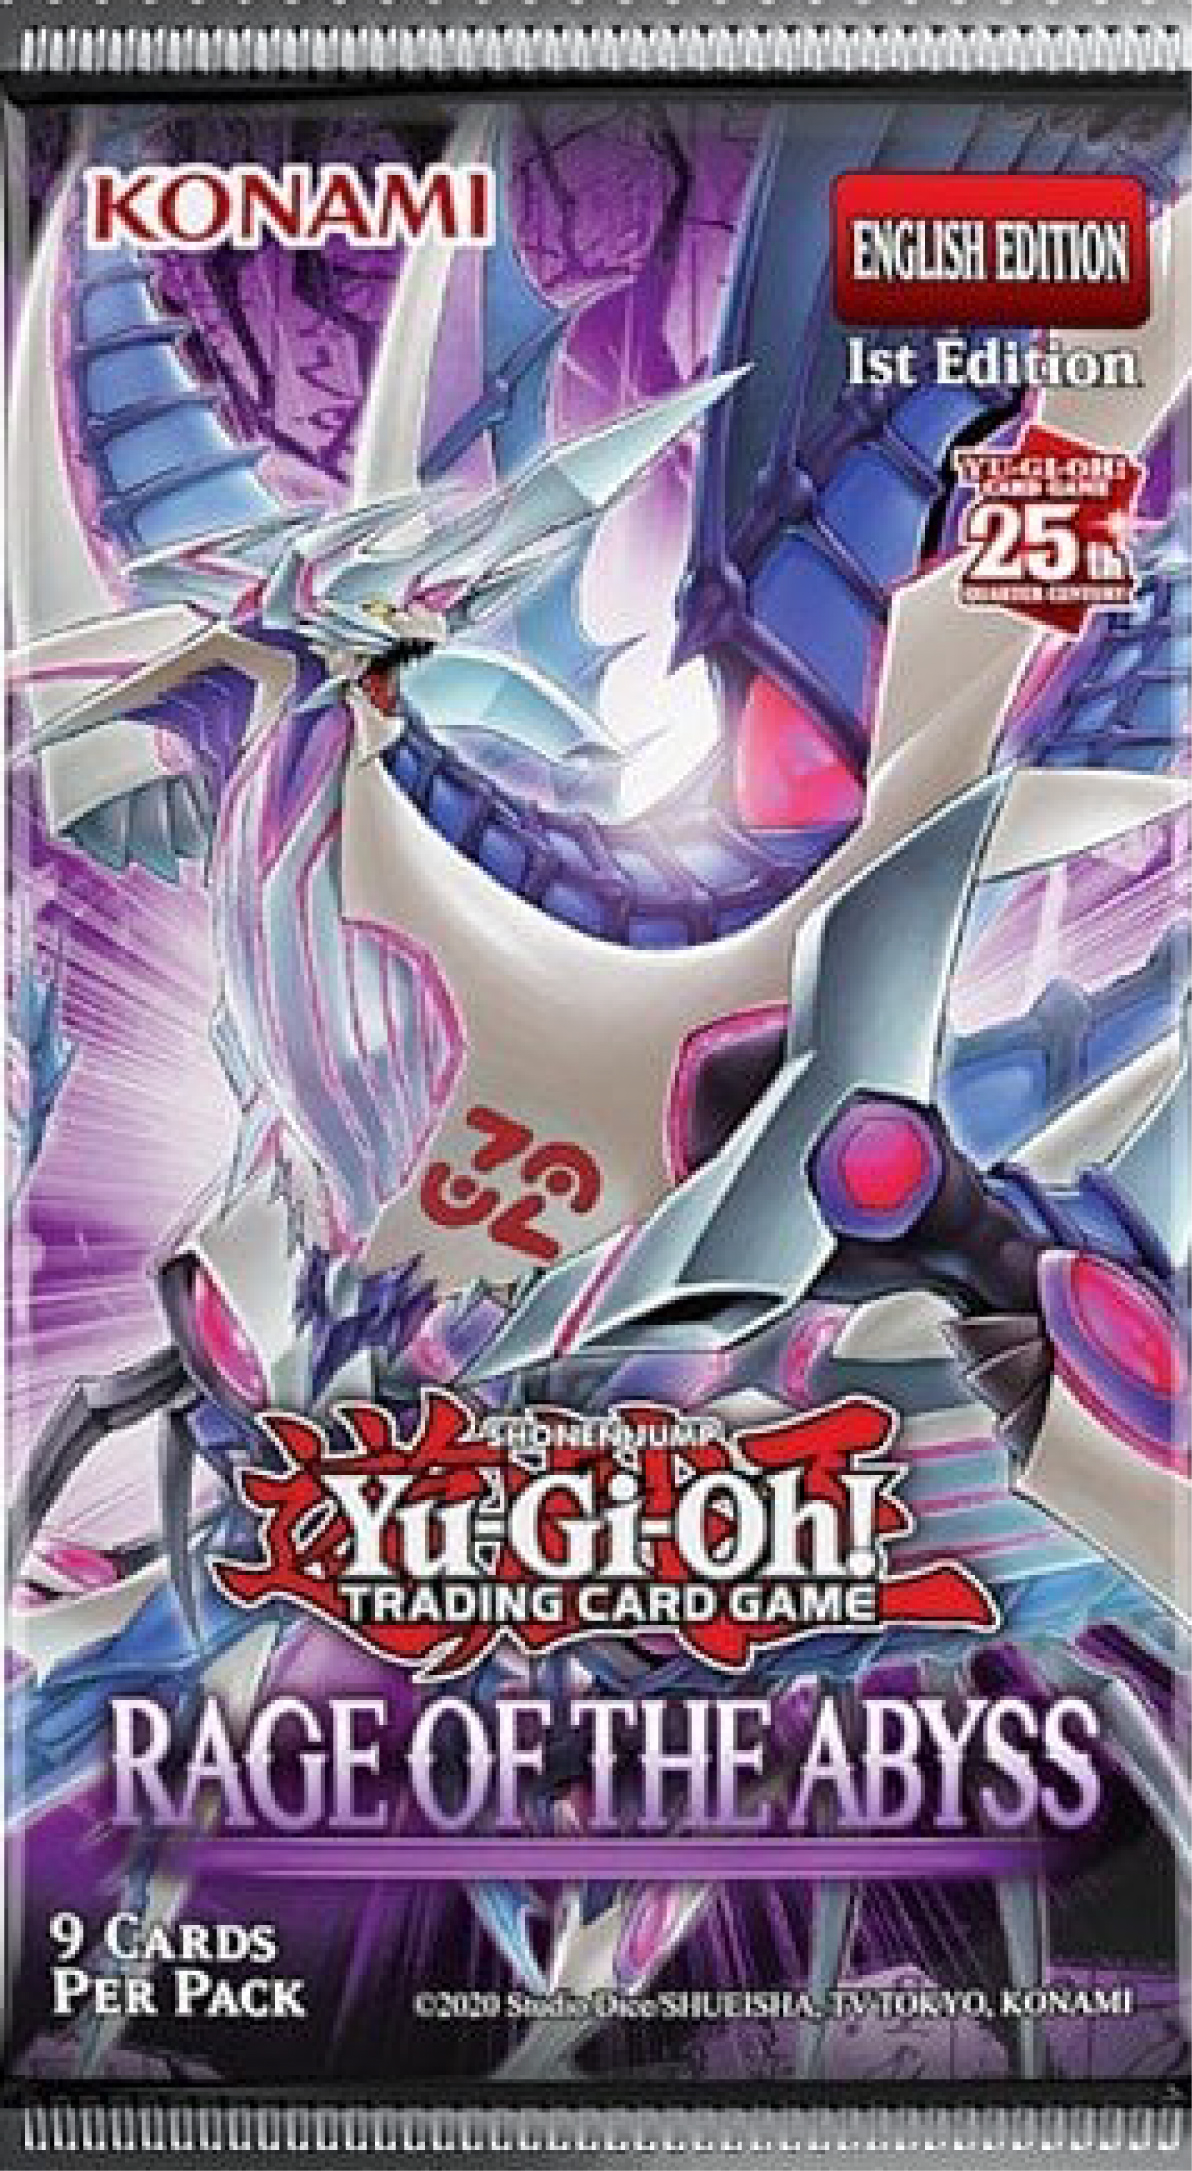 KONAMI
ENGLISH EDITION
1st Edition
YU-GI-OH!
CARD GAME
25th
QUARTER CENTURY
SHONEN JUMP
Yu-Gi-Oh!
TRADING CARD GAME
RAGE OF THE ABYSS
9 CARDS
PER PACK
©2020 Studio Dice/SHUEISHA, TV TOKYO, KONAMI